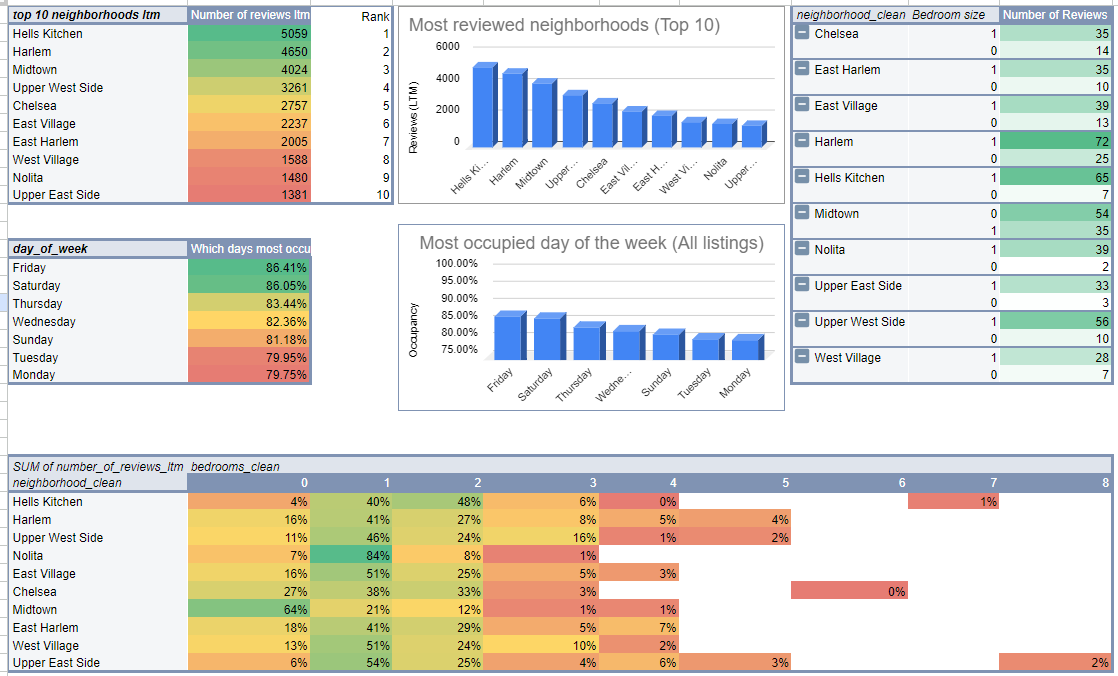 top 10 neighborhoods ltm Number of reviews ltm Rank
Hells Kitchen 5059 1
Harlem 4650 2
Midtown 4024 3
Upper West Side 3261 4
Chelsea 2757 5
East Village 2237 6
East Harlem 2005 7
West Village 1588 8
Nolita 1480 9
Upper East Side 1381 10
Most reviewed neighborhoods (Top 10)
Reviews (LTM)
6000
4000
2000
0
Hells Ki... Harlem Midtown Upper... Chelsea East Vil... East H... West Vi... Nolita Upper...
neighborhood_clean Bedroom size Number of Reviews
Chelsea 1 35
0 14
East Harlem 1 35
0 10
East Village 1 39
0 13
Harlem 1 72
0 25
Hells Kitchen 1 65
0 7
Midtown 0 54
1 35
Nolita 1 39
0 2
Upper East Side 1 33
0 3
Upper West Side 1 56
0 10
West Village 1 28
0 7
day_of_week Which days most occu
Friday 86.41%
Saturday 86.05%
Thursday 83.44%
Wednesday 82.36%
Sunday 81.18%
Tuesday 79.95%
Monday 79.75%
Most occupied day of the week (All listings)
Occupancy
100.00%
95.00%
90.00%
85.00%
80.00%
75.00%
Friday Saturday Thursday Wedne... Sunday Tuesday Monday
SUM of number_of_reviews_ltm bedrooms_clean
neighborhood_clean 0 1 2 3 4 5 6 7 8
Hells Kitchen 4% 40% 48% 6% 0% 1%
Harlem 16% 41% 27% 8% 5% 4%
Upper West Side 11% 46% 24% 16% 1% 2%
Nolita 7% 84% 8% 1%
East Village 16% 51% 25% 5% 3%
Chelsea 27% 38% 33% 3% 0%
Midtown 64% 21% 12% 1% 1%
East Harlem 18% 41% 29% 5% 7%
West Village 13% 51% 24% 10% 2%
Upper East Side 6% 54% 25% 4% 6% 3% 2%